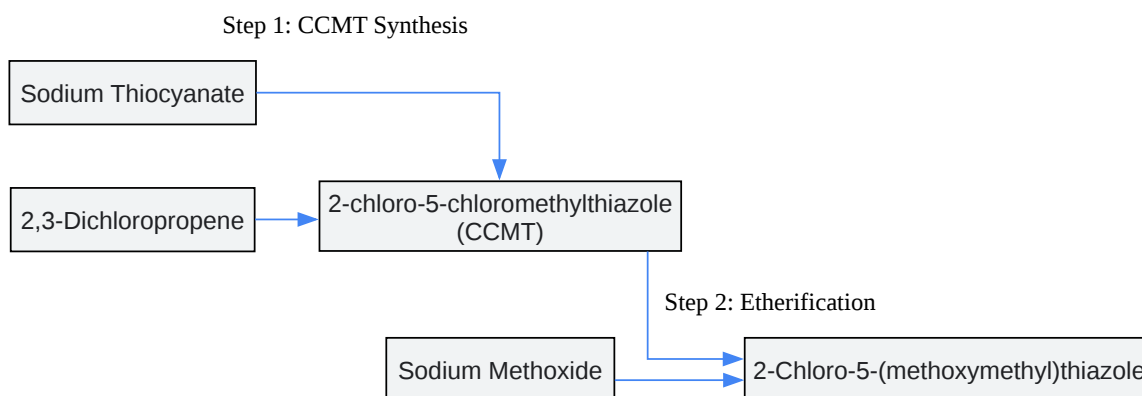 Step 1: CCMT Synthesis
Sodium Thiocyanate
2,3-Dichloropropene
2-chloro-5-chloromethylthiazole
(CCMT)
Step 2: Etherification
Sodium Methoxide
2-Chloro-5-(methoxymethyl)thiazole